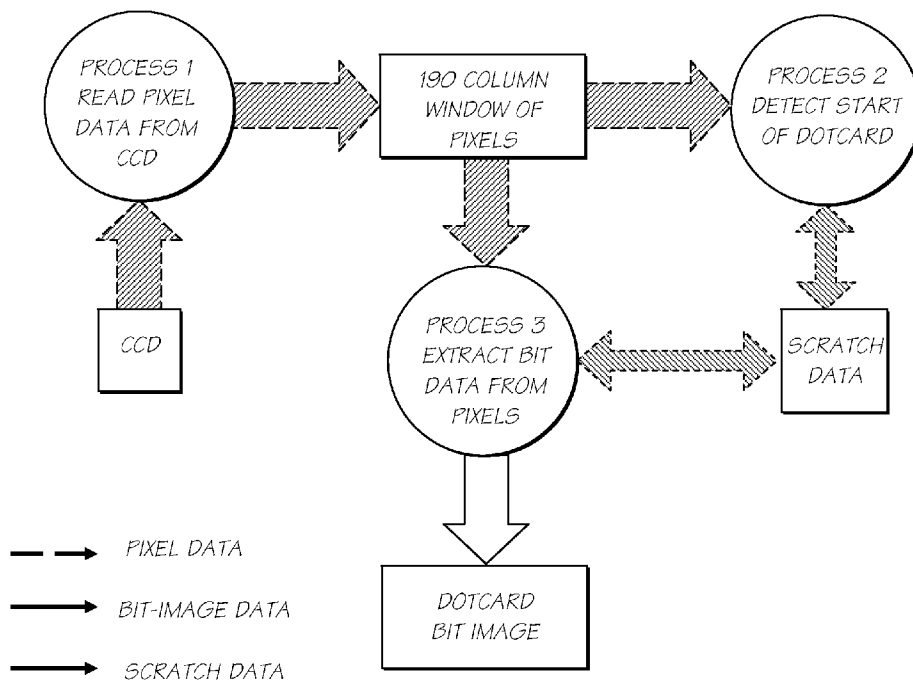 PROCESS 1
READ PIXEL
DATA FROM
CCD
190 COLUMN
WINDOW OF
PIXELS
PROCESS 2
DETECT START
OF DOTCARD
CCD
PROCESS 3
EXTRACT BIT
DATA FROM
PIXELS
SCRATCH
DATA
DOTCARD
BIT IMAGE
PIXEL DATA
BIT-IMAGE DATA
SCRATCH DATA